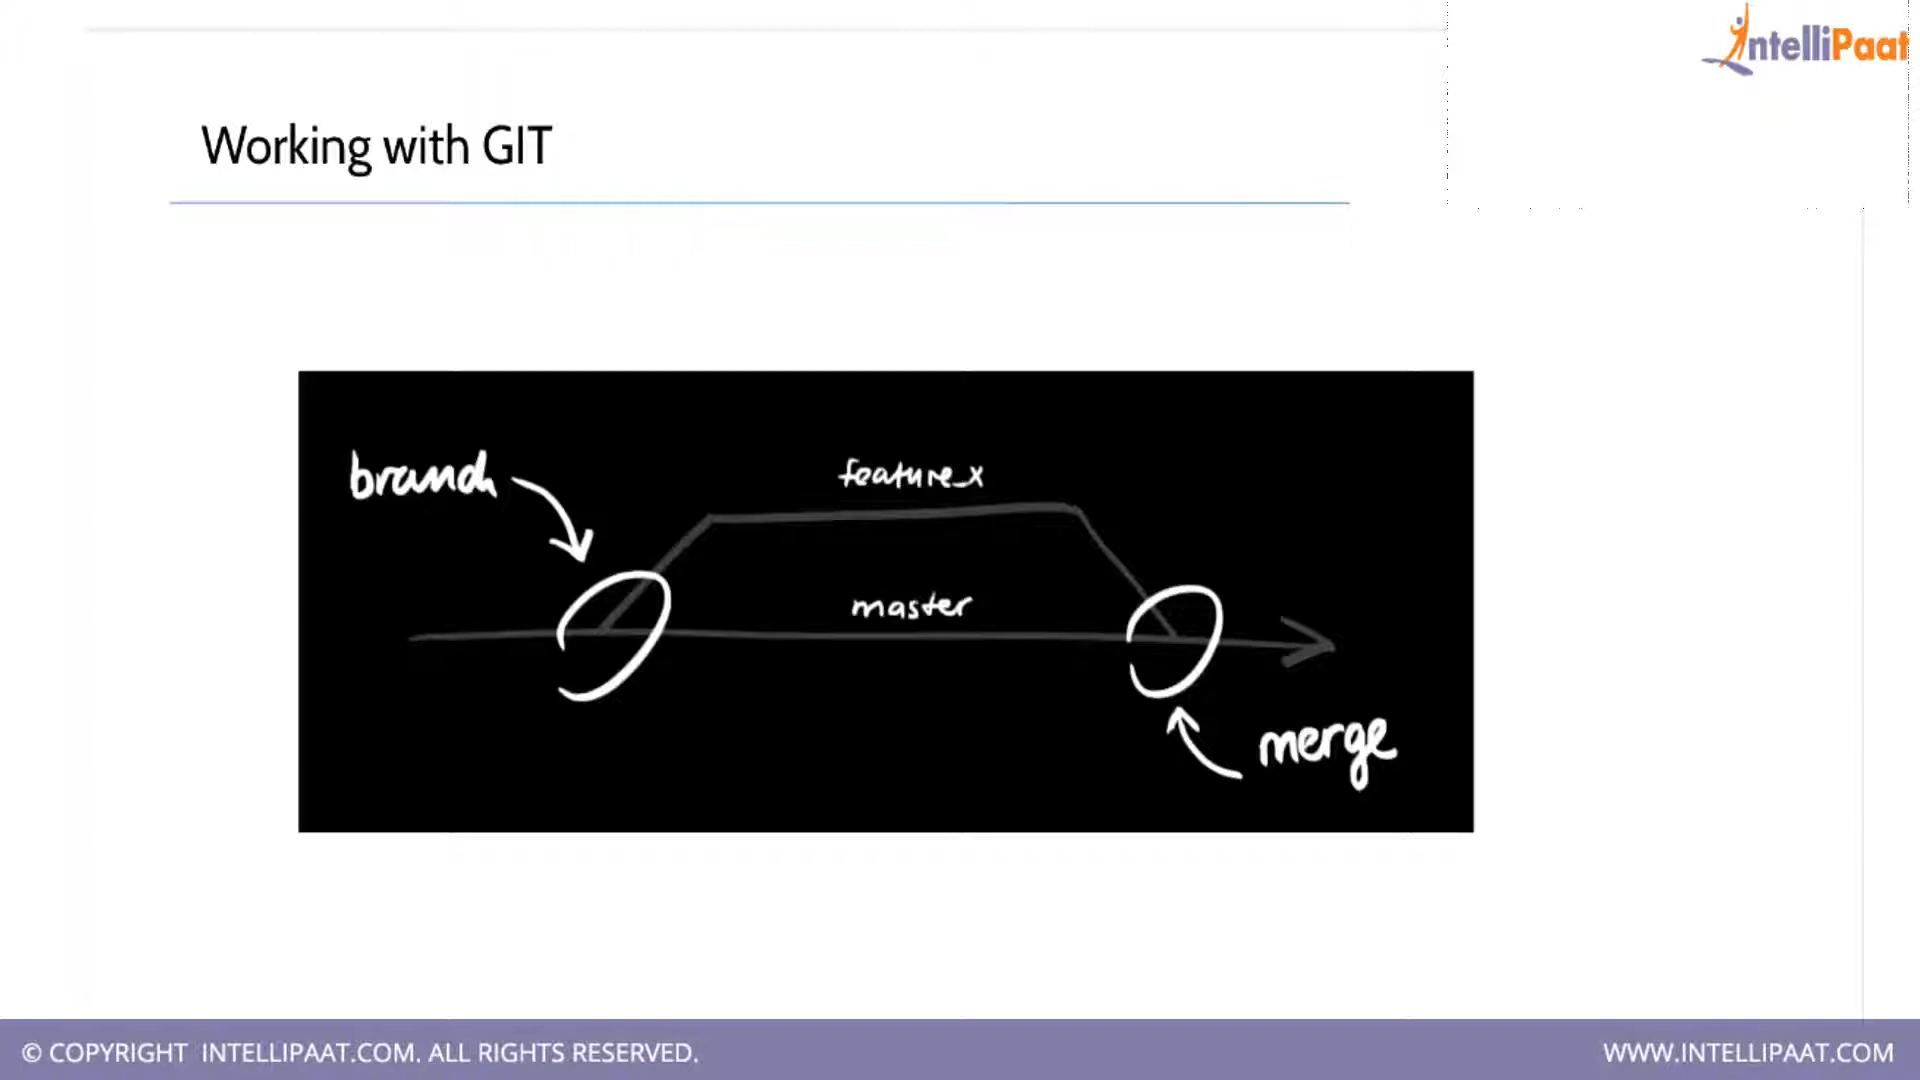 IntelliPaat
Working with GIT
branch
feature_x
master
merge
© COPYRIGHT INTELLIPAAT.COM. ALL RIGHTS RESERVED.
WWW.INTELLIPAAT.COM